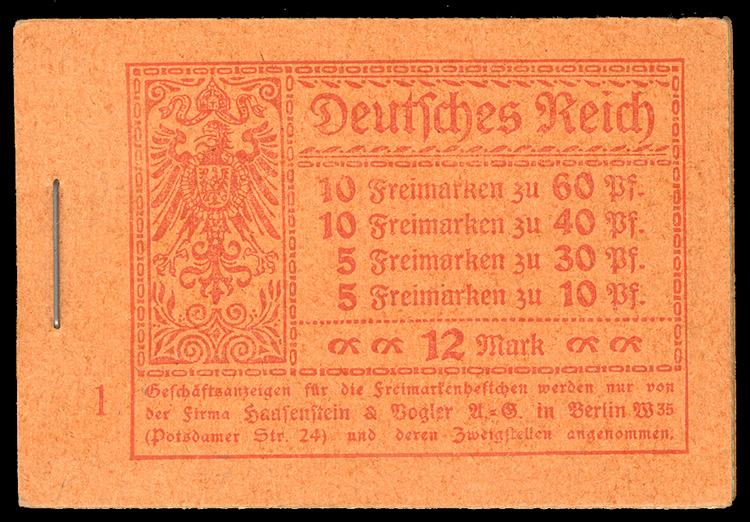 Deutsches Reich
10 Freimarken zu 60 Pf.
10 Freimarken zu 40 Pf.
5 Freimarken zu 30 Pf.
5 Freimarken zu 10 Pf.
12 Mark
1
Geschäftsanzeigen für die Freimarkenheftchen werden nur von
der Firma Haasenstein & Vogler A.=G. in Berlin W35
(Potsdamer Str. 24) und deren Zweigstellen angenommen.